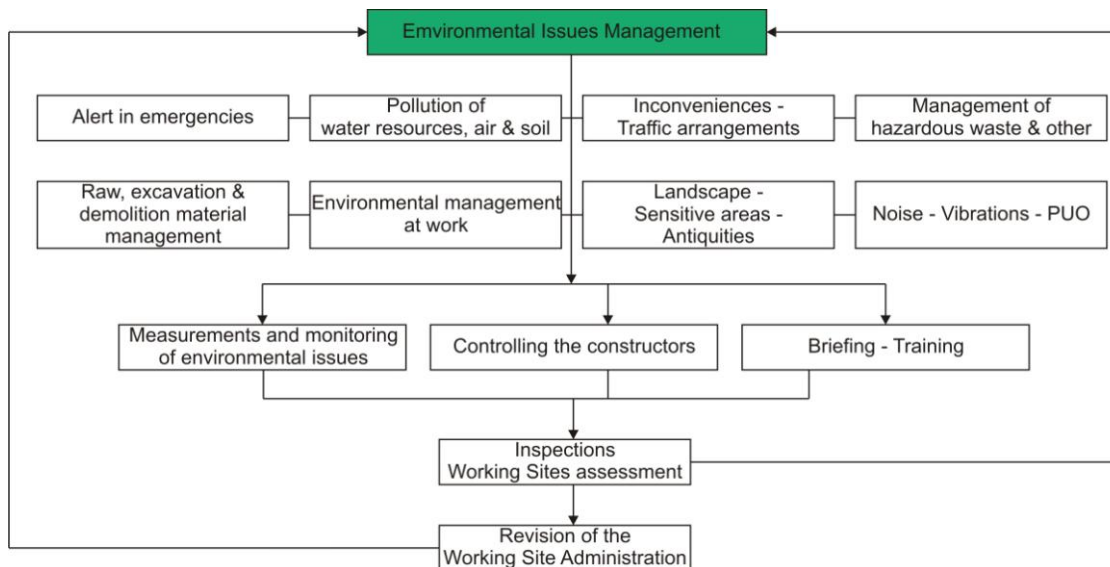 Emvironmental Issues Management
Alert in emergencies
Pollution of
water resources, air & soil
Inconveniences -
Traffic arrangements
Management of
hazardous waste & other
Raw, excavation &
demolition material
management
Environmental management
at work
Landscape -
Sensitive areas -
Antiquities
Noise - Vibrations - PUO
Measurements and monitoring
of environmental issues
Controlling the constructors
Briefing - Training
Inspections
Working Sites assessment
Revision of the
Working Site Administration